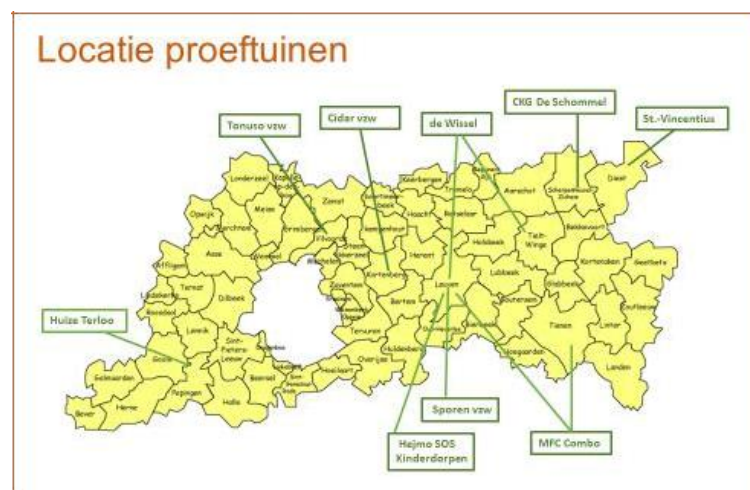 Locatie proeftuinen
CKG De Schommel
Tonuso vzw
Cidar vzw
de Wissel
St.-Vincentius
Londerzeel
Zemst
Keerbergen
Tremelo
Aarschot
Diest
Opwijk
Meise
Haacht
Rotselaar
Merchtem
Grimbergen
Kampenhout
Tielt-
Winge
Bekkevoort
Vilvoorde
Holsbeek
Asse
Wemmel
Machelen
Herent
Kortenaken
Geetbets
Affligem
Kortenberg
Lubbeek
Ternat
Zaventem
Leuven
Glabbeek
Liedekerke
Dilbeek
Bertem
Boutersem
Zoutleeuw
Roosdaal
Huize Terloo
Lennik
Tervuren
Bierbeek
Tienen
Linter
Sint-
Pieters-
Leeuw
Huldenberg
Hoegaarden
Gooik
Overijse
Landen
Galmaarden
Beersel
Hoeilaart
Pepingen
Halle
Bever
Herne
Sporen vzw
Hejmo SOS
Kinderdorpen
MFC Combo